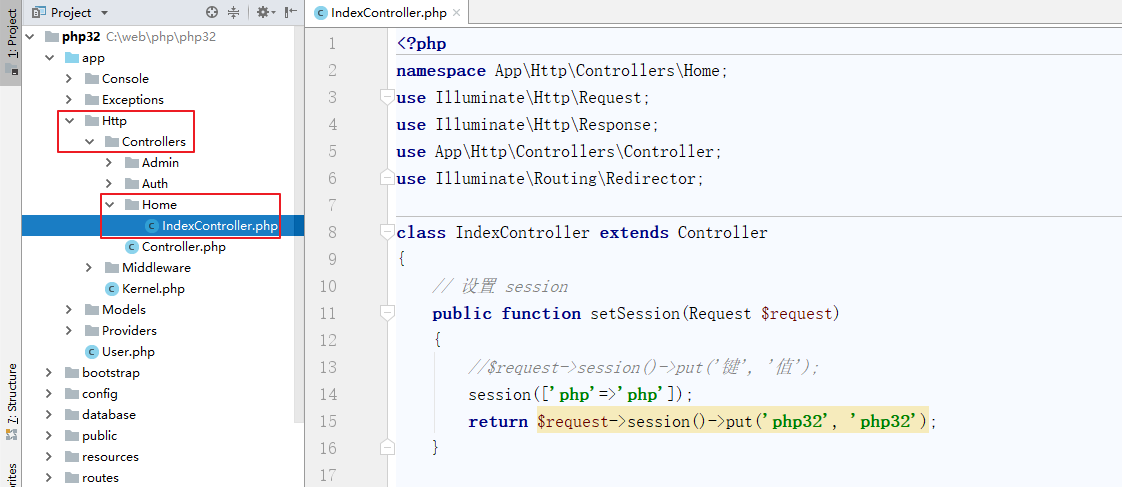 1: Project
Project
php32 C:\web\php\php32
app
Console
Exceptions
Http
Controllers
Admin
Auth
Home
IndexController.php
Controller.php
Middleware
Kernel.php
Models
Providers
User.php
bootstrap
config
database
public
resources
routes
7: Structure
IndexController.php
1 <?php
2 namespace App\Http\Controllers\Home;
3 use Illuminate\Http\Request;
4 use Illuminate\Http\Response;
5 use App\Http\Controllers\Controller;
6 use Illuminate\Routing\Redirector;
7
8 class IndexController extends Controller
9 {
10 // 设置 session
11 public function setSession(Request $request)
12 {
13 //$request->session()->put('键', '值');
14 session(['php'=>'php']);
15 return $request->session()->put('php32', 'php32');
16 }
17